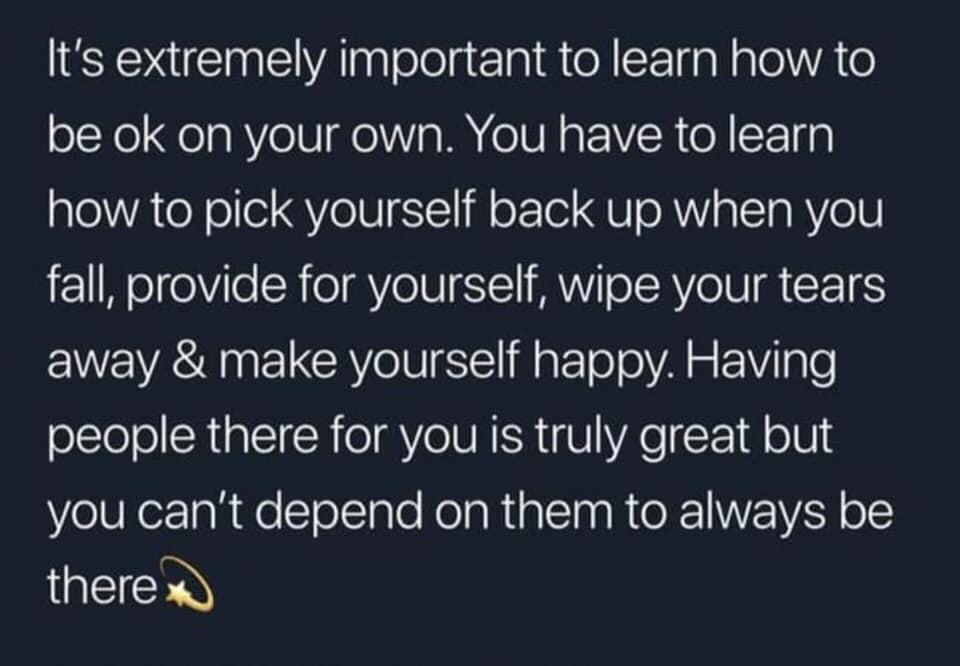 It's extremely important to learn how to
be ok on your own. You have to learn
how to pick yourself back up when you
fall, provide for yourself, wipe your tears
away & make yourself happy. Having
people there for you is truly great but
you can't depend on them to always be
there💫